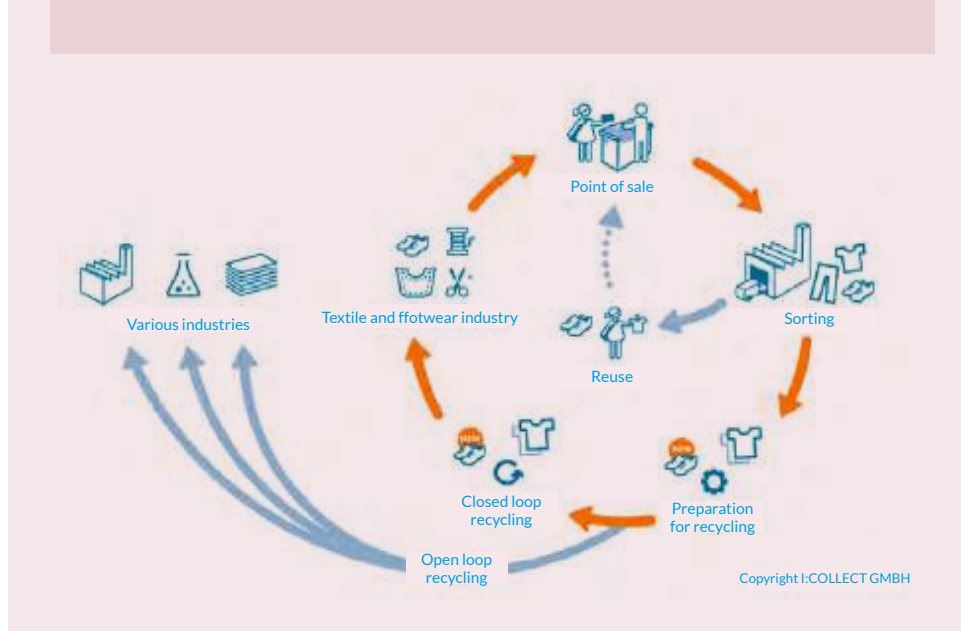 Point of sale
Various industries
Textile and ffotwear industry
Sorting
Reuse
Closed loop
recycling
Preparation
for recycling
Open loop
recycling
Copyright I:COLLECT GMBH